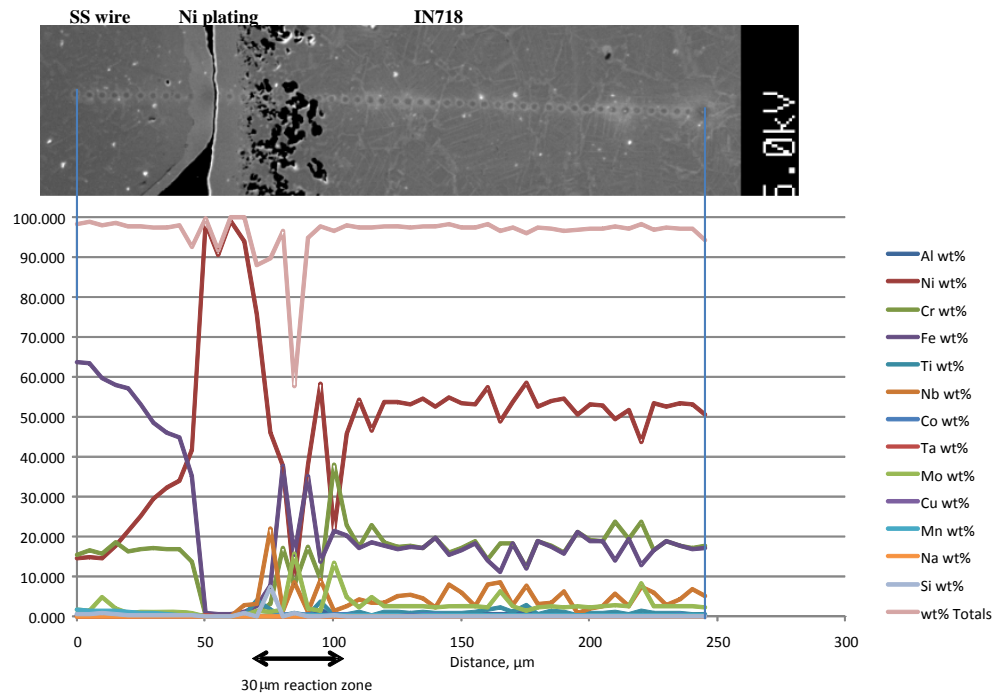 SS wire Ni plating IN718
5.0kV
100.000
90.000
80.000
70.000
60.000
50.000
40.000
30.000
20.000
10.000
0.000
0 50 100 150 200 250 300
Distance, µm
30 µm reaction zone
Al wt%
Ni wt%
Cr wt%
Fe wt%
Ti wt%
Nb wt%
Co wt%
Ta wt%
Mo wt%
Cu wt%
Mn wt%
Na wt%
Si wt%
wt% Totals